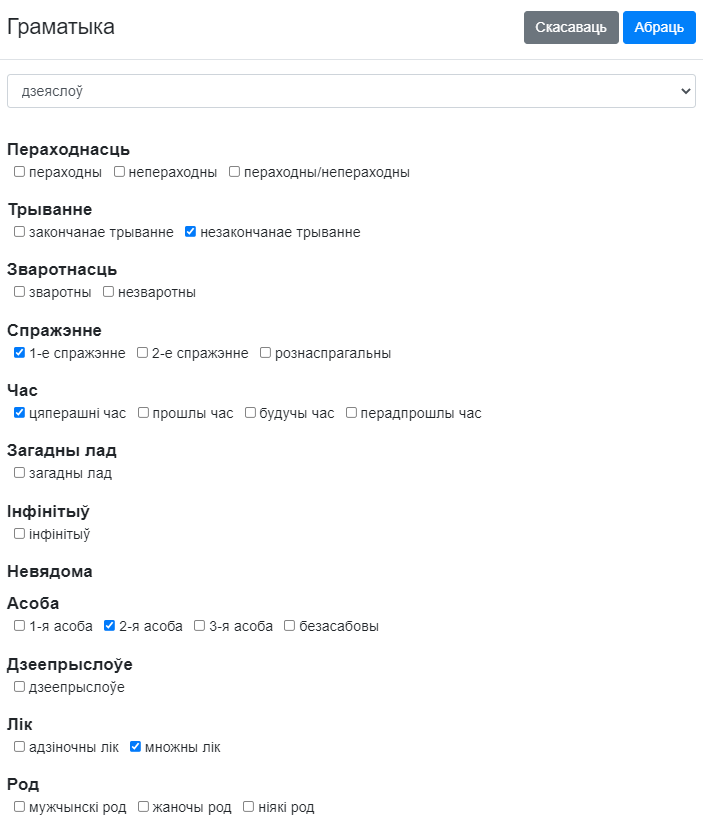 Граматыка Скасаваць Абраць
дзеяслоў
Пераходнасць
пераходны непераходны пераходны/непераходны
Трыванне
закончанае трыванне незакончанае трыванне
Зваротнасць
зваротны незваротны
Спражэнне
1-е спражэнне 2-е спражэнне рознаспрагальны
Час
цяперашні час прошлы час будучы час перадпрошлы час
Загадны лад
загадны лад
Інфінітыў
інфінітыў
Невядома
Асоба
1-я асоба 2-я асоба 3-я асоба безасабовы
Дзеепрыслоўе
дзеепрыслоўе
Лік
адзіночны лік множны лік
Род
мужчынскі род жаночы род ніякі род